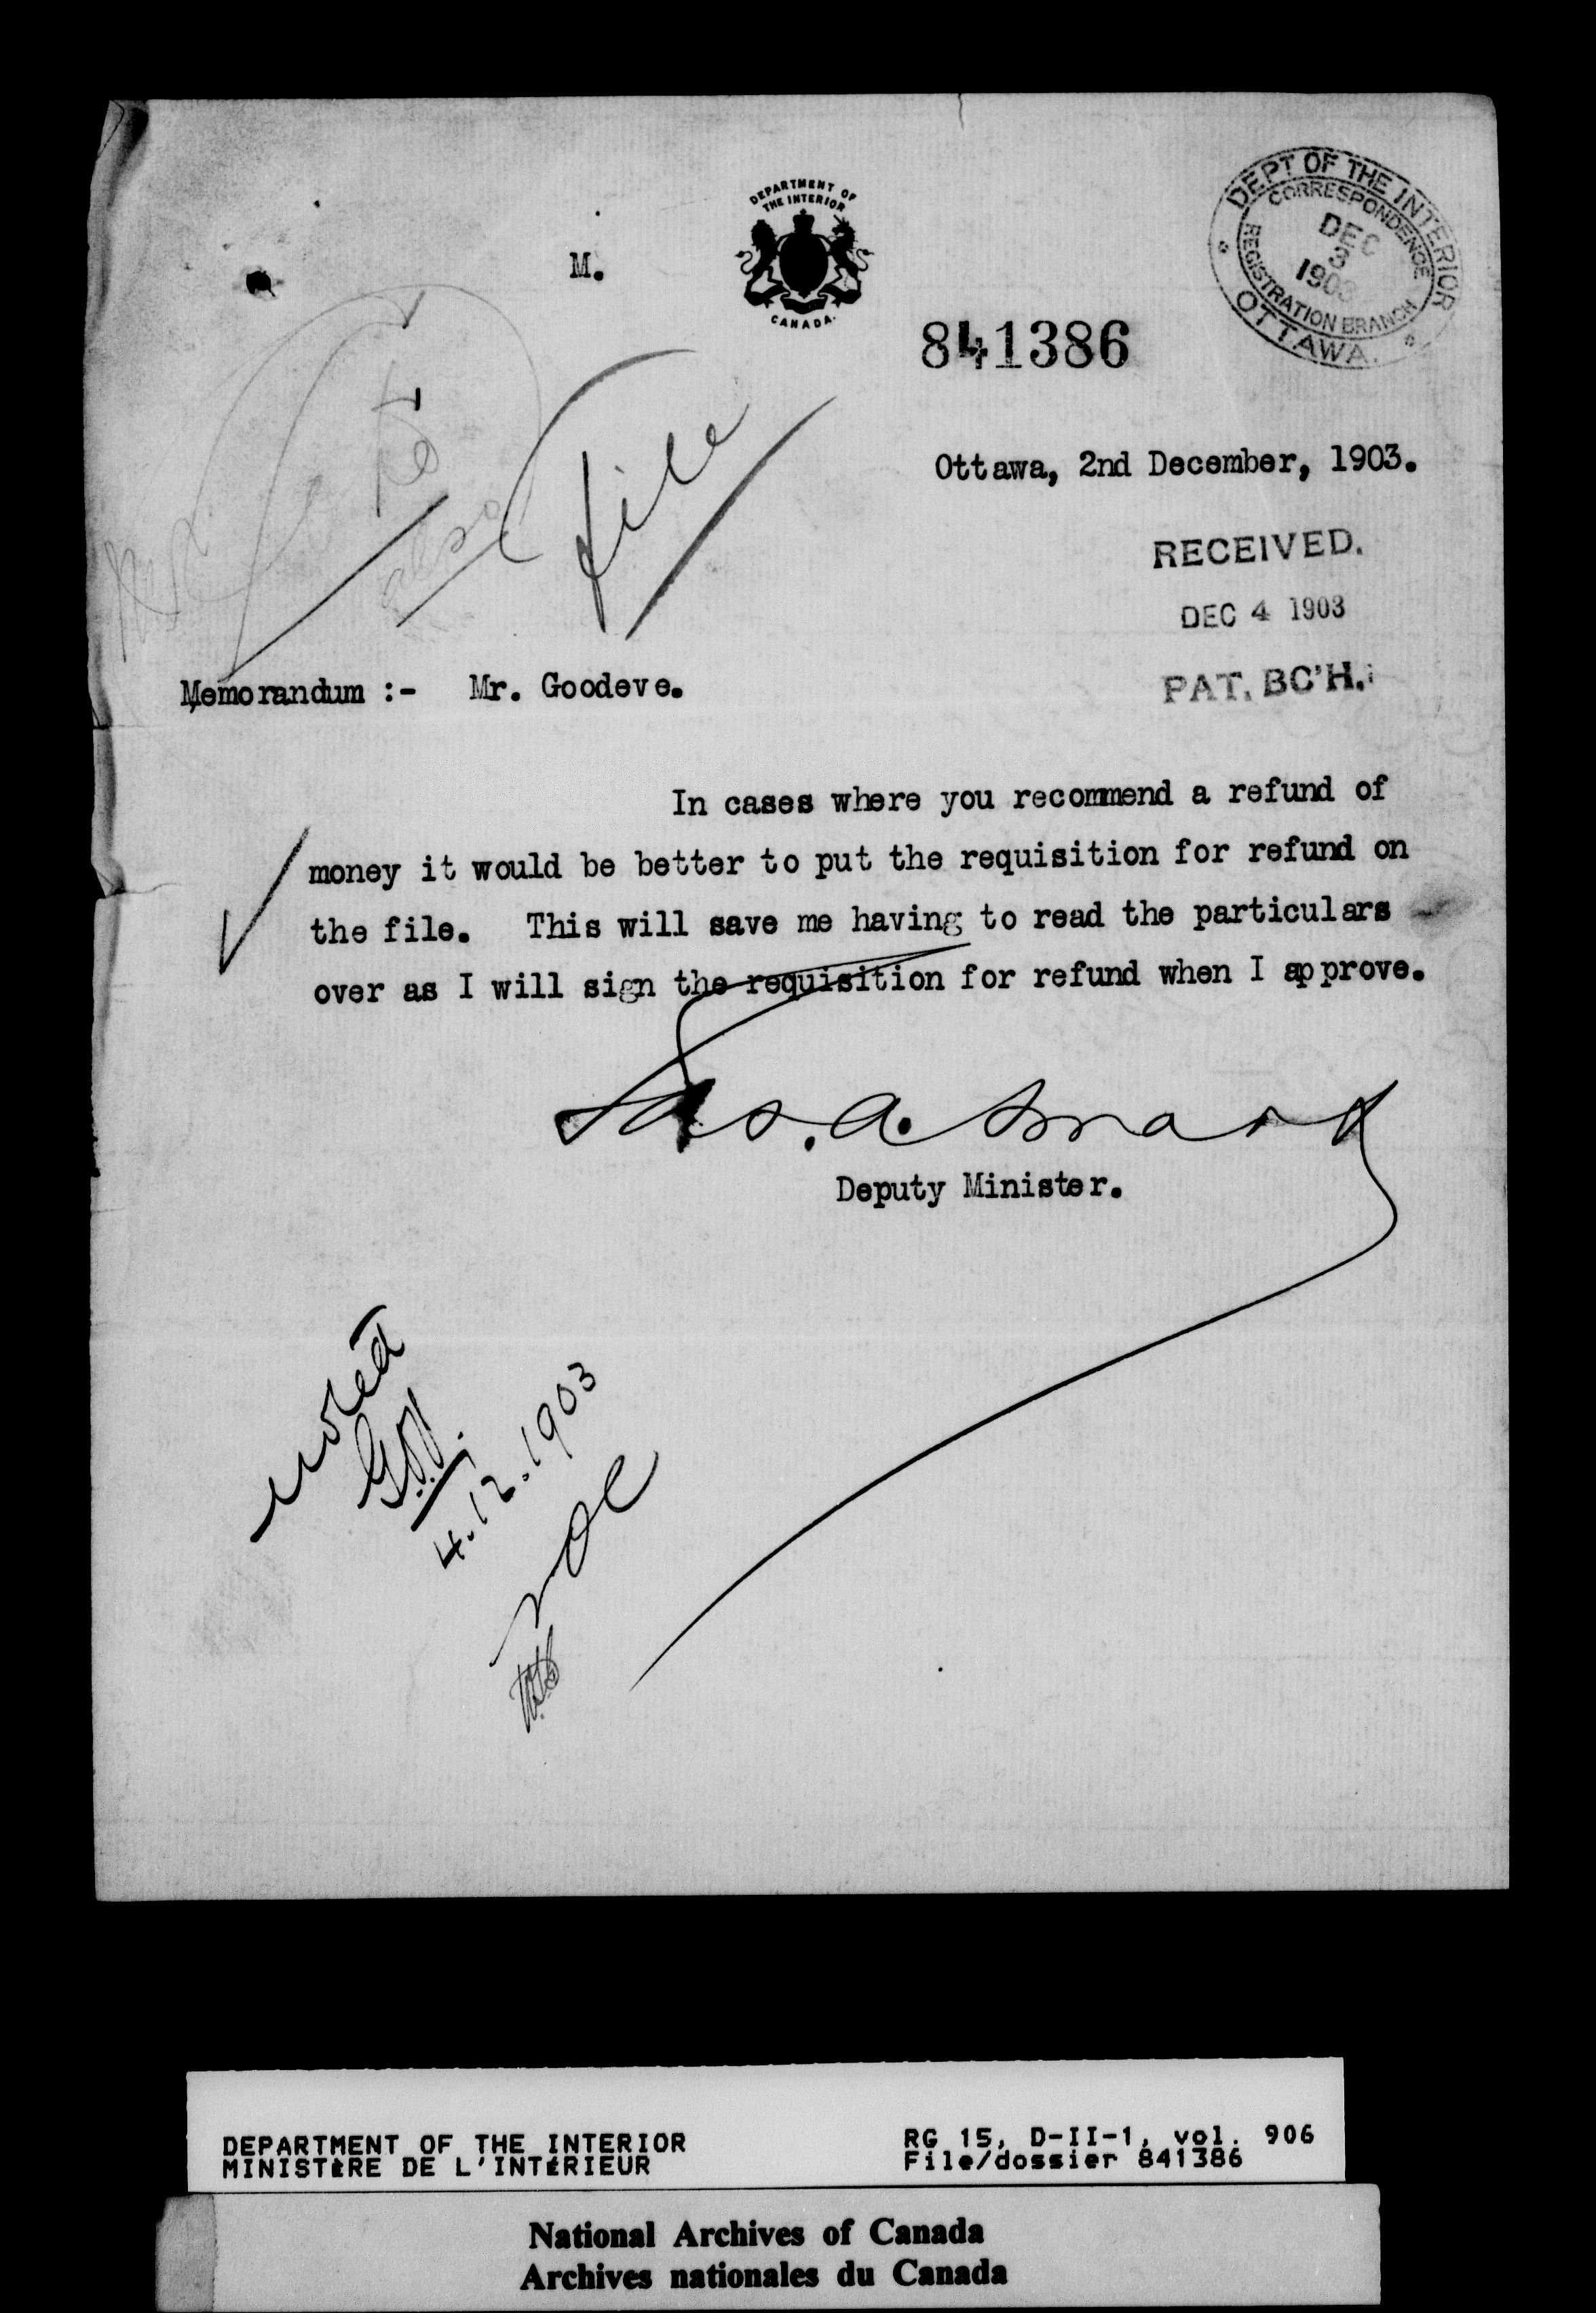 DEPARTMENT OF
THE INTERIOR
CANADA.
M.
DEPT OF THE INTERIOR
CORRESPONDENCE
DEC
3
1903
REGISTRATION BRANCH
OTTAWA.
841386
file
also
Ottawa, 2nd December, 1903.
RECEIVED.
DEC 4 1903
PAT. BC'H.
Memorandum :- Mr. Goodeve.
In cases where you recommend a refund of
money it would be better to put the requisition for refund on
the file. This will save me having to read the particulars
over as I will sign the requisition for refund when I approve.
Jas. A. Smart
Deputy Minister.
Noted
4.12.1903
DEPARTMENT OF THE INTERIOR
MINISTÈRE DE L'INTÉRIEUR
RG 15, D-II-1, vol. 906
File/dossier 841386
National Archives of Canada
Archives nationales du Canada